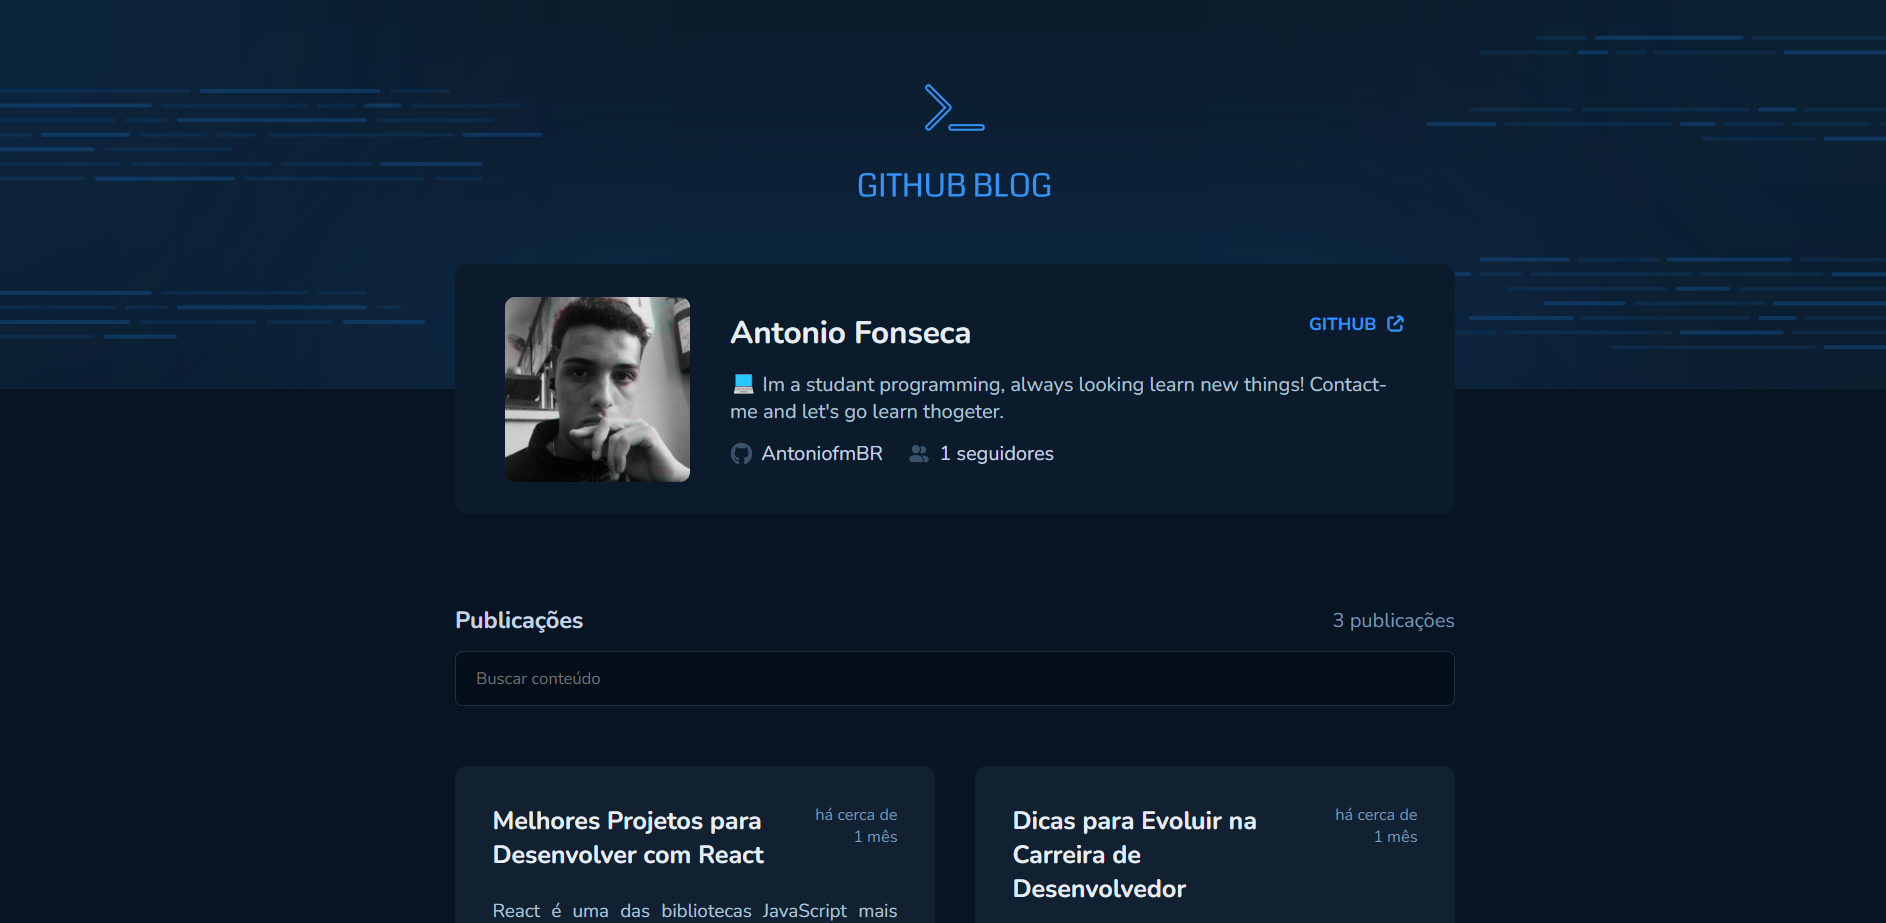 GITHUB BLOG
Antonio Fonseca
GITHUB
💻 Im a studant programming, always looking learn new things! Contact-
me and let's go learn thogeter.
AntoniofmBR 1 seguidores
Publicações
3 publicações
Buscar conteúdo
Melhores Projetos para
Desenvolver com React
há cerca de
1 mês
React é uma das bibliotecas JavaScript mais
Dicas para Evoluir na
Carreira de
Desenvolvedor
há cerca de
1 mês